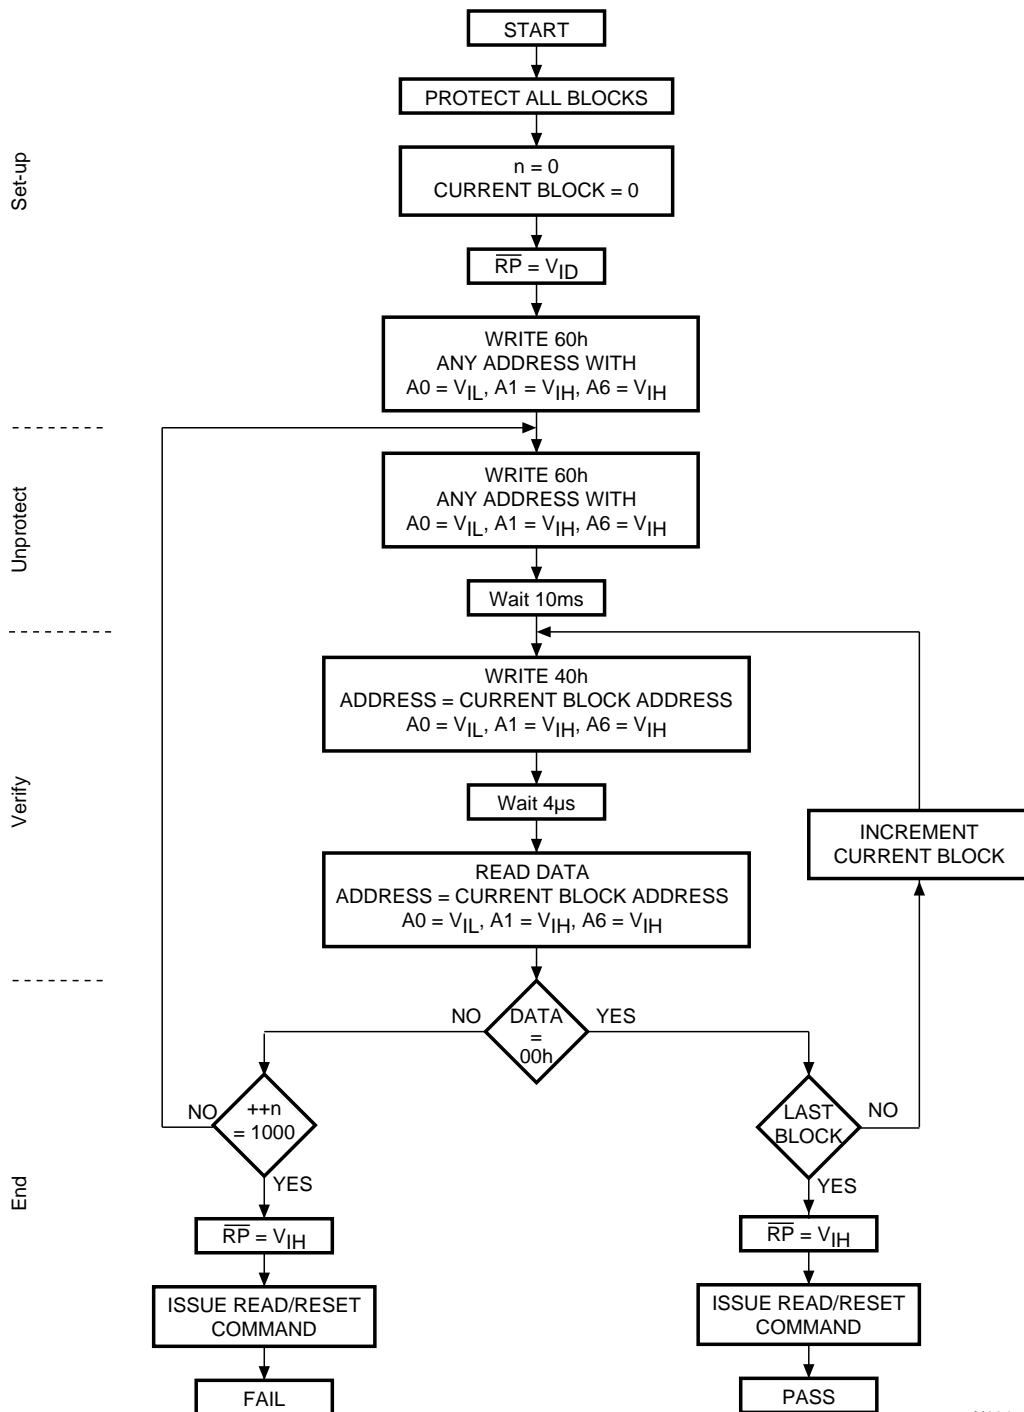 START
PROTECT ALL BLOCKS
Set-up
n = 0
CURRENT BLOCK = 0
RP = VID
WRITE 60h
ANY ADDRESS WITH
A0 = VIL, A1 = VIH, A6 = VIH
Unprotect
WRITE 60h
ANY ADDRESS WITH
A0 = VIL, A1 = VIH, A6 = VIH
Wait 10ms
Verify
WRITE 40h
ADDRESS = CURRENT BLOCK ADDRESS
A0 = VIL, A1 = VIH, A6 = VIH
Wait 4µs
INCREMENT
CURRENT BLOCK
READ DATA
ADDRESS = CURRENT BLOCK ADDRESS
A0 = VIL, A1 = VIH, A6 = VIH
End
NO
DATA
=
00h
YES
NO
++n
= 1000
YES
LAST
BLOCK
NO
YES
RP = VIH
RP = VIH
ISSUE READ/RESET
COMMAND
ISSUE READ/RESET
COMMAND
FAIL
PASS